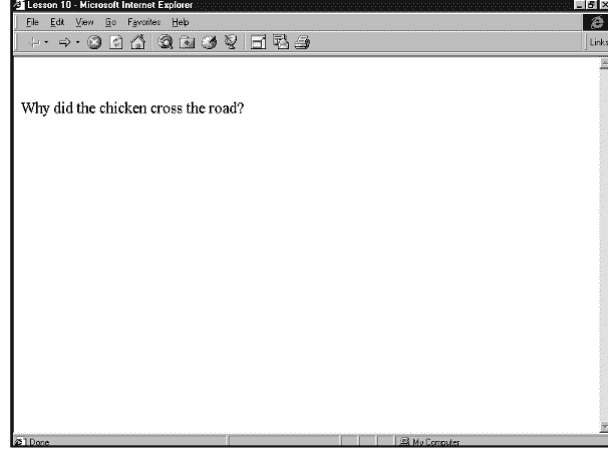 Lesson 10 - Microsoft Internet Explorer
File Edit View Go Favorites Help
Links
Why did the chicken cross the road?
Done
My Computer